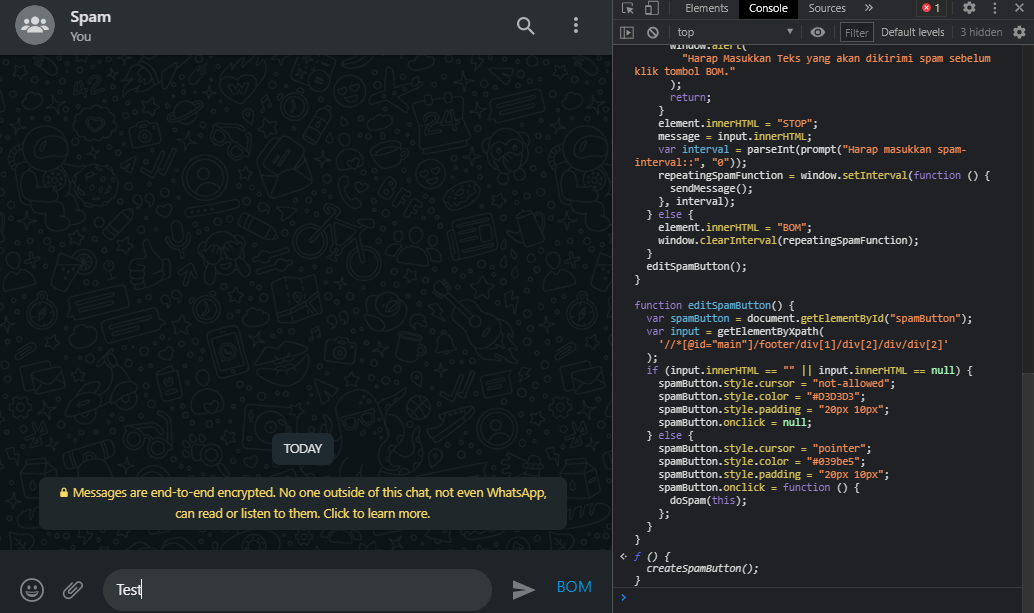 Spam
You
TODAY
Messages are end-to-end encrypted. No one outside of this chat, not even WhatsApp,
can read or listen to them. Click to learn more.
Test
BOM
Elements Console Sources » 1
top Filter Default levels 3 hidden
window.alert(
"Harap Masukkan Teks yang akan dikirimi spam sebelum
klik tombol BOM."
);
return;
}
element.innerHTML = "STOP";
message = input.innerHTML;
var interval = parseInt(prompt("Harap masukkan spam-
interval::", "0"));
repeatingSpamFunction = window.setInterval(function () {
sendMessage();
}, interval);
} else {
element.innerHTML = "BOM";
window.clearInterval(repeatingSpamFunction);
}
editSpamButton();
}
function editSpamButton() {
var spamButton = document.getElementById("spamButton");
var input = getElementByXpath(
'//*[@id="main"]/footer/div[1]/div[2]/div/div[2]'
);
if (input.innerHTML == "" || input.innerHTML == null) {
spamButton.style.cursor = "not-allowed";
spamButton.style.color = "#D3D3D3";
spamButton.style.padding = "20px 10px";
spamButton.onclick = null;
} else {
spamButton.style.cursor = "pointer";
spamButton.style.color = "#039be5";
spamButton.style.padding = "20px 10px";
spamButton.onclick = function () {
doSpam(this);
};
}
}
ƒ () {
createSpamButton();
}